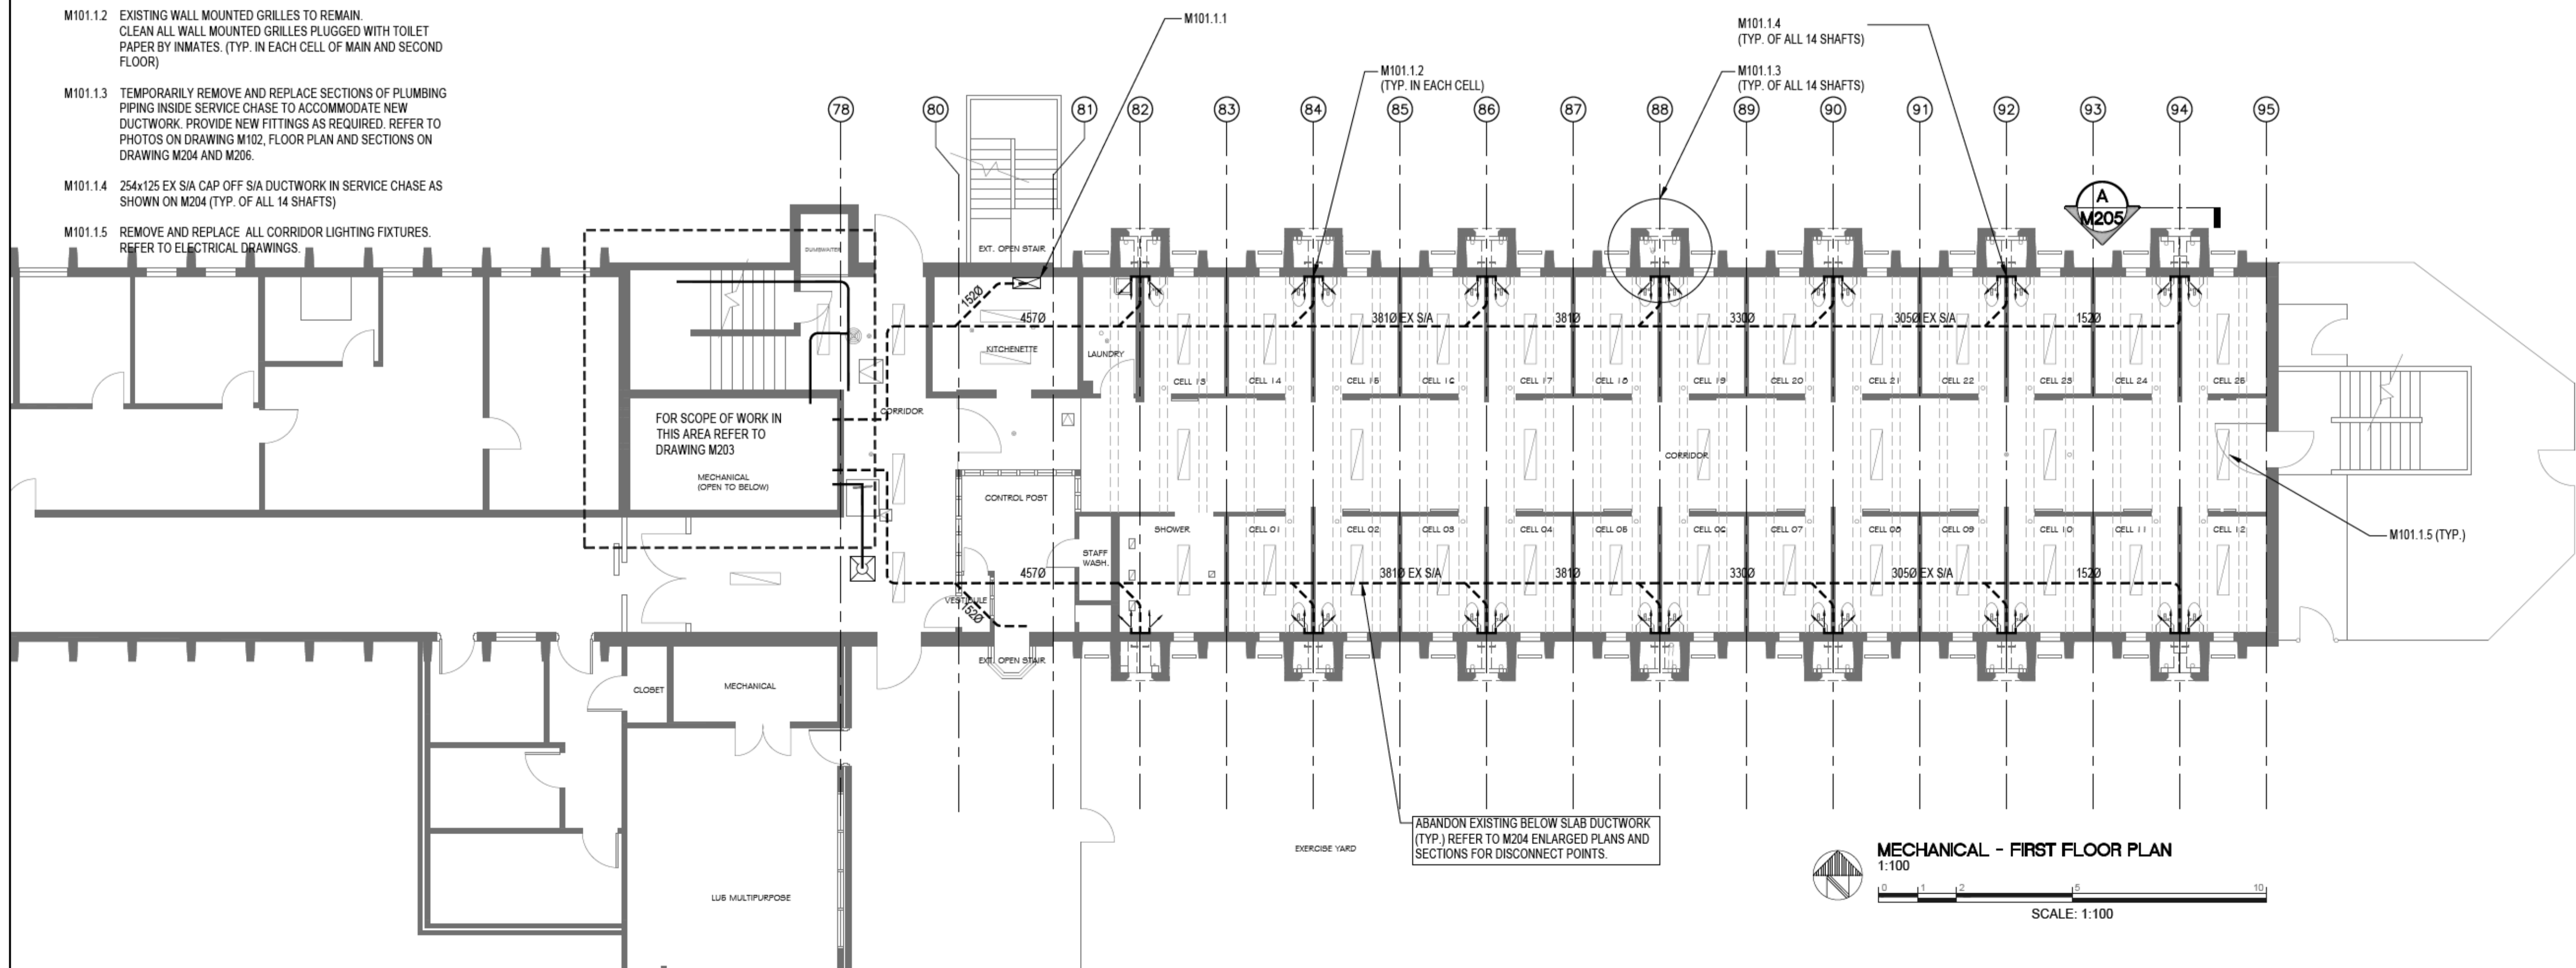 M101.1.2 EXISTING WALL MOUNTED GRILLES TO REMAIN.
CLEAN ALL WALL MOUNTED GRILLES PLUGGED WITH TOILET
PAPER BY INMATES. (TYP. IN EACH CELL OF MAIN AND SECOND
FLOOR)
M101.1.3 TEMPORARILY REMOVE AND REPLACE SECTIONS OF PLUMBING
PIPING INSIDE SERVICE CHASE TO ACCOMMODATE NEW
DUCTWORK. PROVIDE NEW FITTINGS AS REQUIRED. REFER TO
PHOTOS ON DRAWING M102, FLOOR PLAN AND SECTIONS ON
DRAWING M204 AND M206.
M101.1.4 254x125 EX S/A CAP OFF S/A DUCTWORK IN SERVICE CHASE AS
SHOWN ON M204 (TYP. OF ALL 14 SHAFTS)
M101.1.5 REMOVE AND REPLACE ALL CORRIDOR LIGHTING FIXTURES.
REFER TO ELECTRICAL DRAWINGS.
M101.1.1
M101.1.2
(TYP. IN EACH CELL)
M101.1.4
(TYP. OF ALL 14 SHAFTS)
M101.1.3
(TYP. OF ALL 14 SHAFTS)
78 80 81 82 83 84 85 86 87 88 89 90 91 92 93 94 95
A
M205
DUMBWAITER
EXT. OPEN STAIR
152Ø
457Ø 381Ø EX S/A 381Ø 330Ø 305Ø EX S/A 152Ø
KITCHENETTE
LAUNDRY
CELL 13 CELL 14 CELL 15 CELL 16 CELL 17 CELL 18 CELL 19 CELL 20 CELL 21 CELL 22 CELL 23 CELL 24 CELL 25
CORRIDOR
FOR SCOPE OF WORK IN
THIS AREA REFER TO
DRAWING M203
MECHANICAL
(OPEN TO BELOW)
CORRIDOR
CONTROL POST
SHOWER CELL 01 CELL 02 CELL 03 CELL 04 CELL 05 CELL 06 CELL 07 CELL 08 CELL 09 CELL 10 CELL 11 CELL 12
M101.1.5 (TYP.)
STAFF
WASH.
457Ø 381Ø EX S/A 381Ø 330Ø 305Ø EX S/A 152Ø
VESTIBULE
152Ø
EXT. OPEN STAIR
CLOSET
MECHANICAL
ABANDON EXISTING BELOW SLAB DUCTWORK
(TYP.) REFER TO M204 ENLARGED PLANS AND
SECTIONS FOR DISCONNECT POINTS.
EXERCISE YARD
LUB MULTIPURPOSE
N
MECHANICAL - FIRST FLOOR PLAN
1:100
0 1 2 5 10
SCALE: 1:100